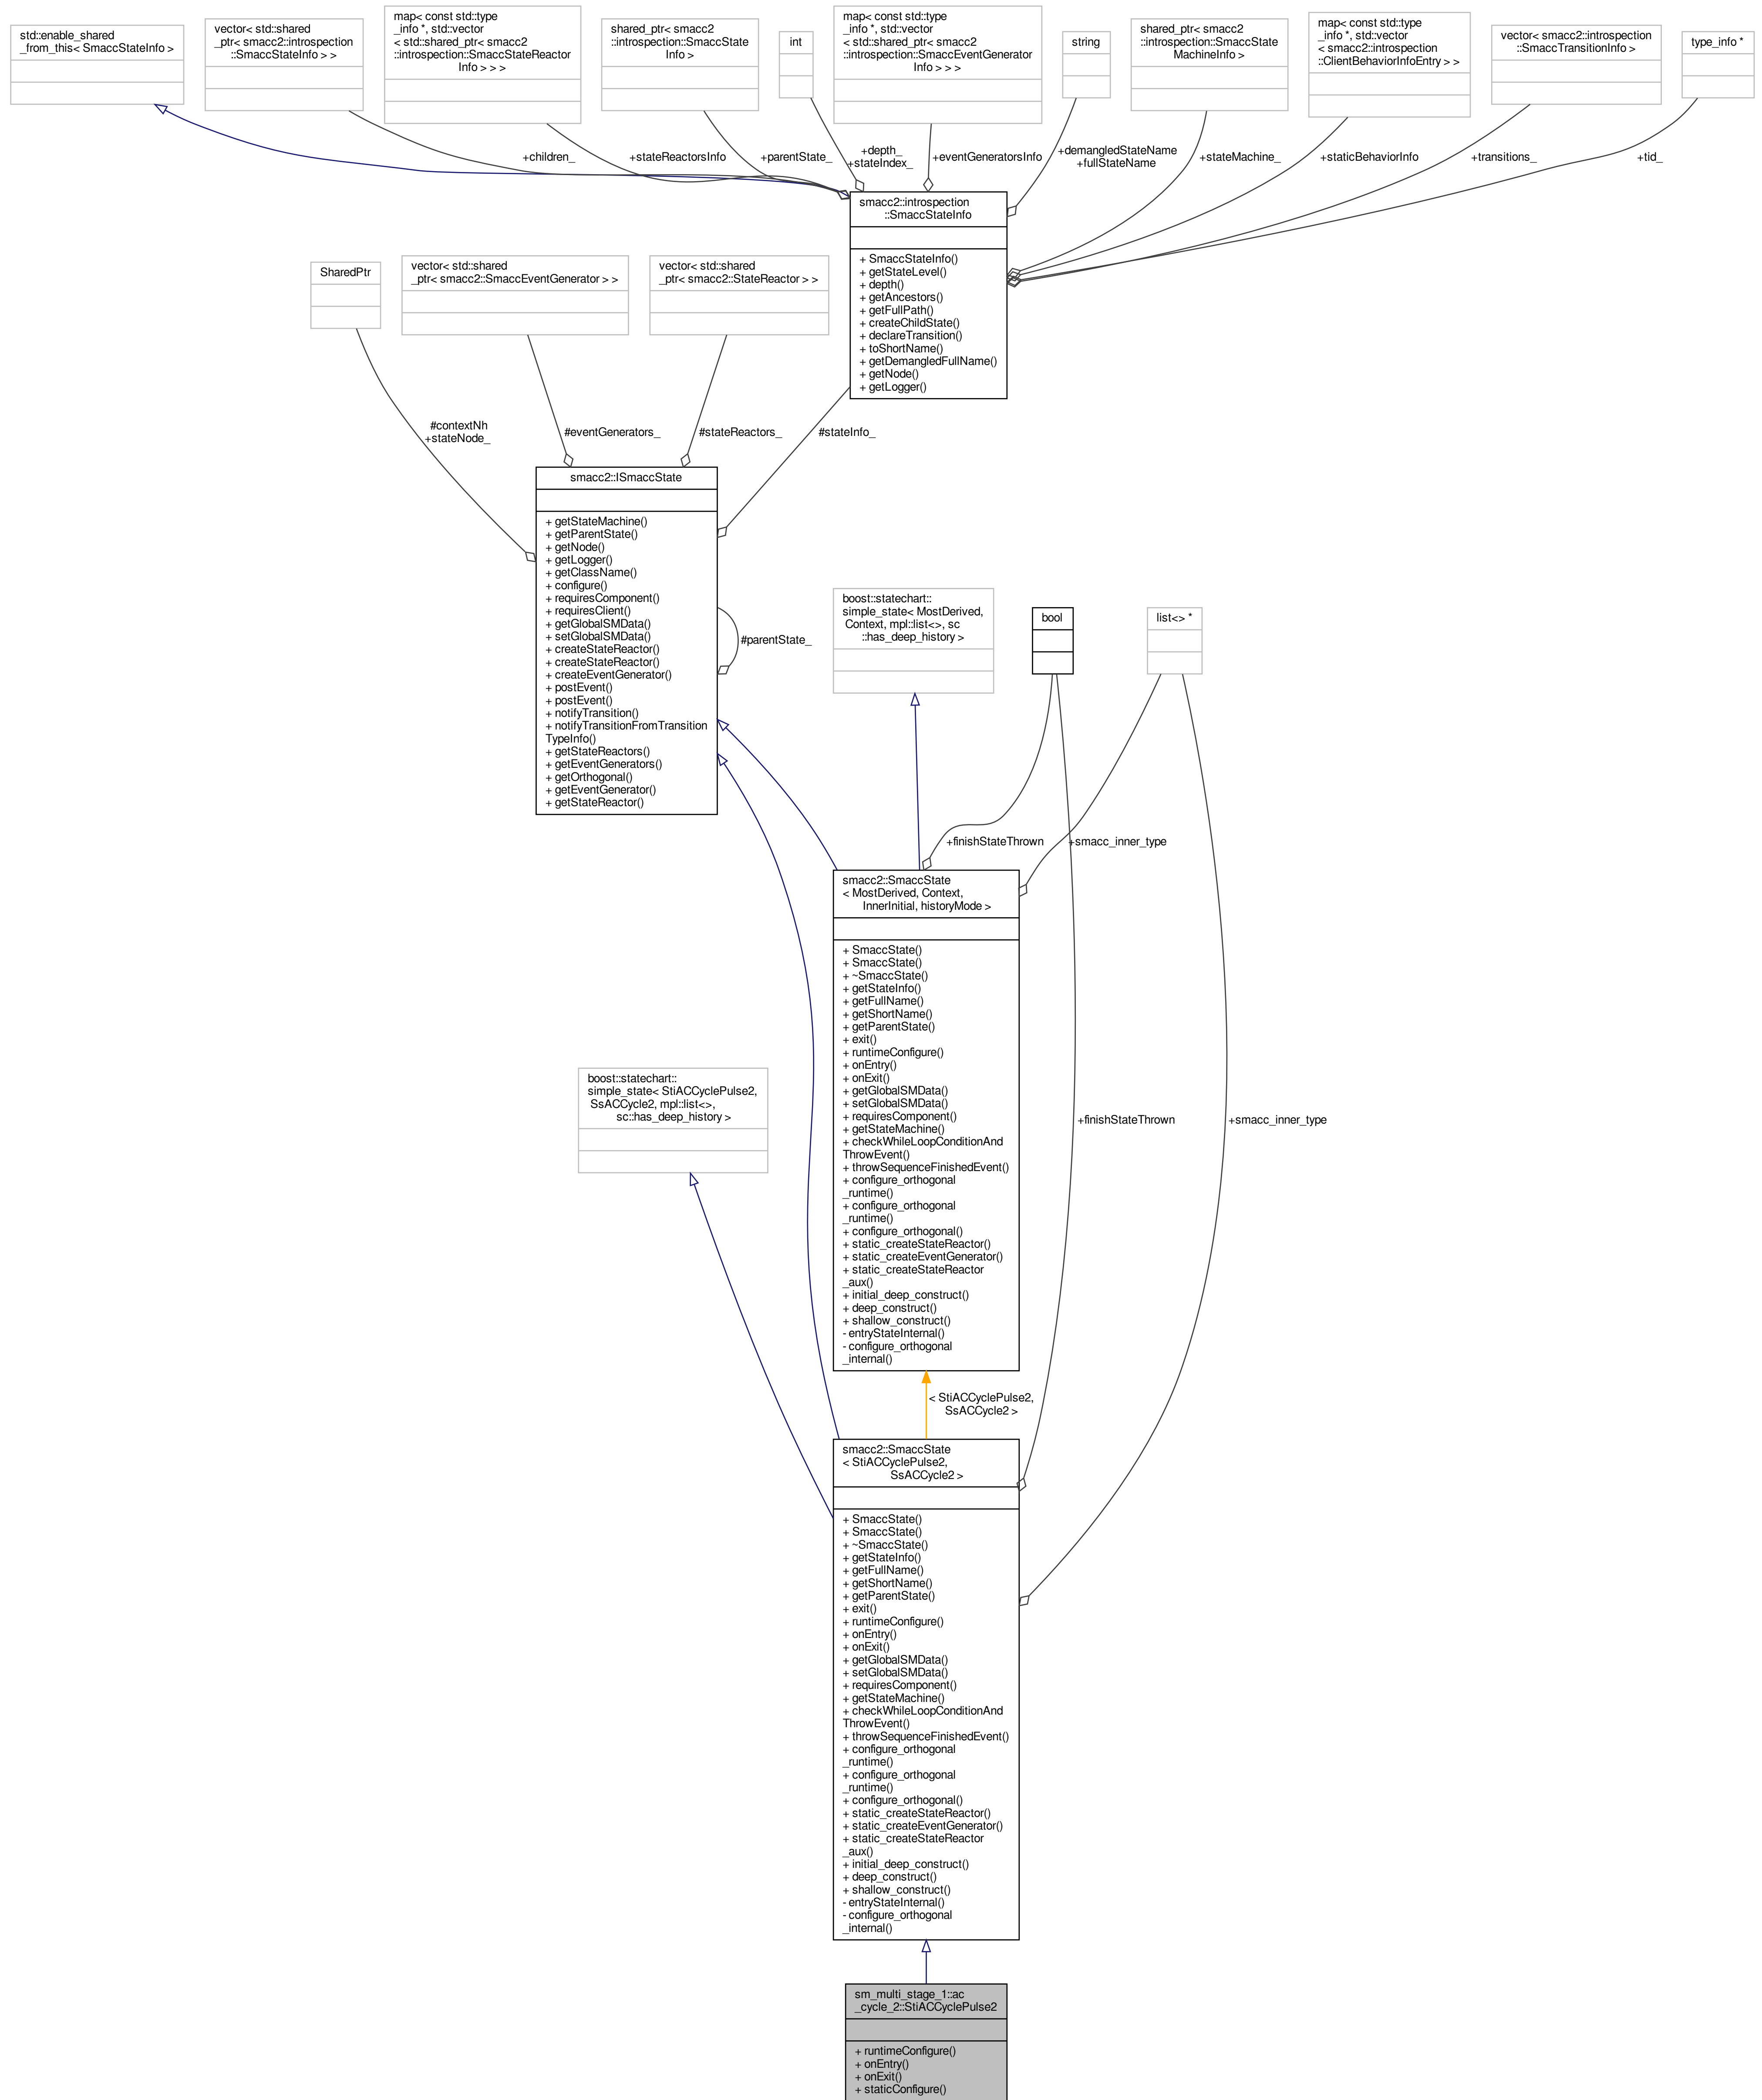 std::enable_shared
_from_this< SmaccStateInfo >
vector< std::shared
_ptr< smacc2::introspection
::SmaccStateInfo > >
map< const std::type
_info *, std::vector
< std::shared_ptr< smacc2
::introspection::SmaccStateReactor
Info > > >
shared_ptr< smacc2
::introspection::SmaccState
Info >
int
map< const std::type
_info *, std::vector
< std::shared_ptr< smacc2
::introspection::SmaccEventGenerator
Info > > >
string
shared_ptr< smacc2
::introspection::SmaccState
MachineInfo >
map< const std::type
_info *, std::vector
< smacc2::introspection
::ClientBehaviorInfoEntry > >
vector< smacc2::introspection
::SmaccTransitionInfo >
type_info *
+children_
+stateReactorsInfo
+parentState_
+depth_
+stateIndex_
+eventGeneratorsInfo
+demangledStateName
+fullStateName
+stateMachine_
+staticBehaviorInfo
+transitions_
+tid_
smacc2::introspection
::SmaccStateInfo
+ SmaccStateInfo()
+ getStateLevel()
+ depth()
+ getAncestors()
+ getFullPath()
+ createChildState()
+ declareTransition()
+ toShortName()
+ getDemangledFullName()
+ getNode()
+ getLogger()
SharedPtr
vector< std::shared
_ptr< smacc2::SmaccEventGenerator > >
vector< std::shared
_ptr< smacc2::StateReactor > >
#contextNh
+stateNode_
#eventGenerators_
#stateReactors_
#stateInfo_
smacc2::ISmaccState
+ getStateMachine()
+ getParentState()
+ getNode()
+ getLogger()
+ getClassName()
+ configure()
+ requiresComponent()
+ requiresClient()
+ getGlobalSMData()
+ setGlobalSMData()
+ createStateReactor()
+ createStateReactor()
+ createEventGenerator()
+ postEvent()
+ postEvent()
+ notifyTransition()
+ notifyTransitionFromTransition
TypeInfo()
+ getStateReactors()
+ getEventGenerators()
+ getOrthogonal()
+ getEventGenerator()
+ getStateReactor()
#parentState_
boost::statechart::
simple_state< MostDerived,
Context, mpl::list<>, sc
::has_deep_history >
bool
list<> *
+finishStateThrown
+smacc_inner_type
smacc2::SmaccState
< MostDerived, Context,
InnerInitial, historyMode >
+ SmaccState()
+ SmaccState()
+ ~SmaccState()
+ getStateInfo()
+ getFullName()
+ getShortName()
+ getParentState()
+ exit()
+ runtimeConfigure()
+ onEntry()
+ onExit()
+ getGlobalSMData()
+ setGlobalSMData()
+ requiresComponent()
+ getStateMachine()
+ checkWhileLoopConditionAnd
ThrowEvent()
+ throwSequenceFinishedEvent()
+ configure_orthogonal
_runtime()
+ configure_orthogonal
_runtime()
+ configure_orthogonal()
+ static_createStateReactor()
+ static_createEventGenerator()
+ static_createStateReactor
_aux()
+ initial_deep_construct()
+ deep_construct()
+ shallow_construct()
- entryStateInternal()
- configure_orthogonal
_internal()
boost::statechart::
simple_state< StiACCyclePulse2,
SsACCycle2, mpl::list<>,
sc::has_deep_history >
+finishStateThrown
+smacc_inner_type
< StiACCyclePulse2,
SsACCycle2 >
smacc2::SmaccState
< StiACCyclePulse2,
SsACCycle2 >
+ SmaccState()
+ SmaccState()
+ ~SmaccState()
+ getStateInfo()
+ getFullName()
+ getShortName()
+ getParentState()
+ exit()
+ runtimeConfigure()
+ onEntry()
+ onExit()
+ getGlobalSMData()
+ setGlobalSMData()
+ requiresComponent()
+ getStateMachine()
+ checkWhileLoopConditionAnd
ThrowEvent()
+ throwSequenceFinishedEvent()
+ configure_orthogonal
_runtime()
+ configure_orthogonal
_runtime()
+ configure_orthogonal()
+ static_createStateReactor()
+ static_createEventGenerator()
+ static_createStateReactor
_aux()
+ initial_deep_construct()
+ deep_construct()
+ shallow_construct()
- entryStateInternal()
- configure_orthogonal
_internal()
sm_multi_stage_1::ac
_cycle_2::StiACCyclePulse2
+ runtimeConfigure()
+ onEntry()
+ onExit()
+ staticConfigure()